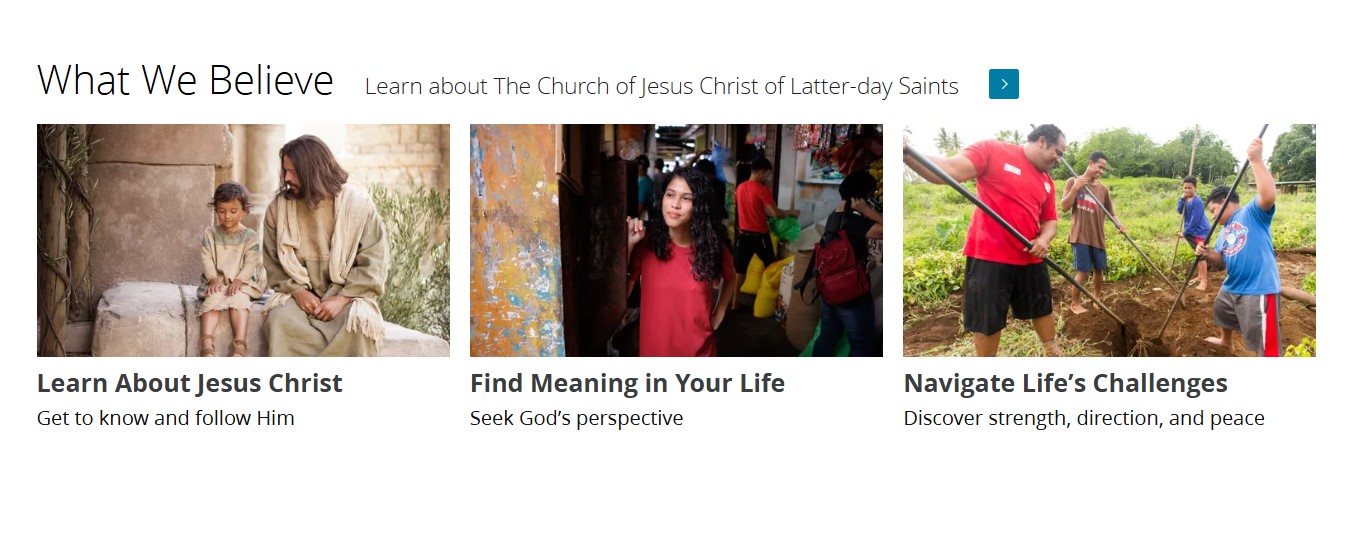 What We Believe
Learn about The Church of Jesus Christ of Latter-day Saints
Learn About Jesus Christ
Get to know and follow Him
Find Meaning in Your Life
Seek God’s perspective
Navigate Life’s Challenges
Discover strength, direction, and peace